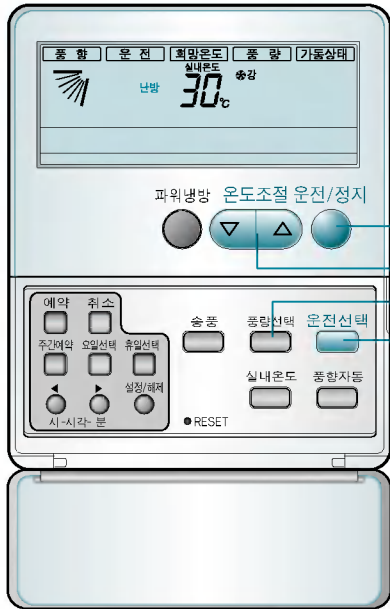 풍 향 운 전 희망온도 풍 량 가동상태
실내온도
난방 30℃ 강
파워냉방 온도조절 운전/정지
예약 취소
송풍 풍량선택 운전선택
주간예약 요일선택 휴일선택
실내온도 풍향자동
설정/해제
시-시각-분
RESET